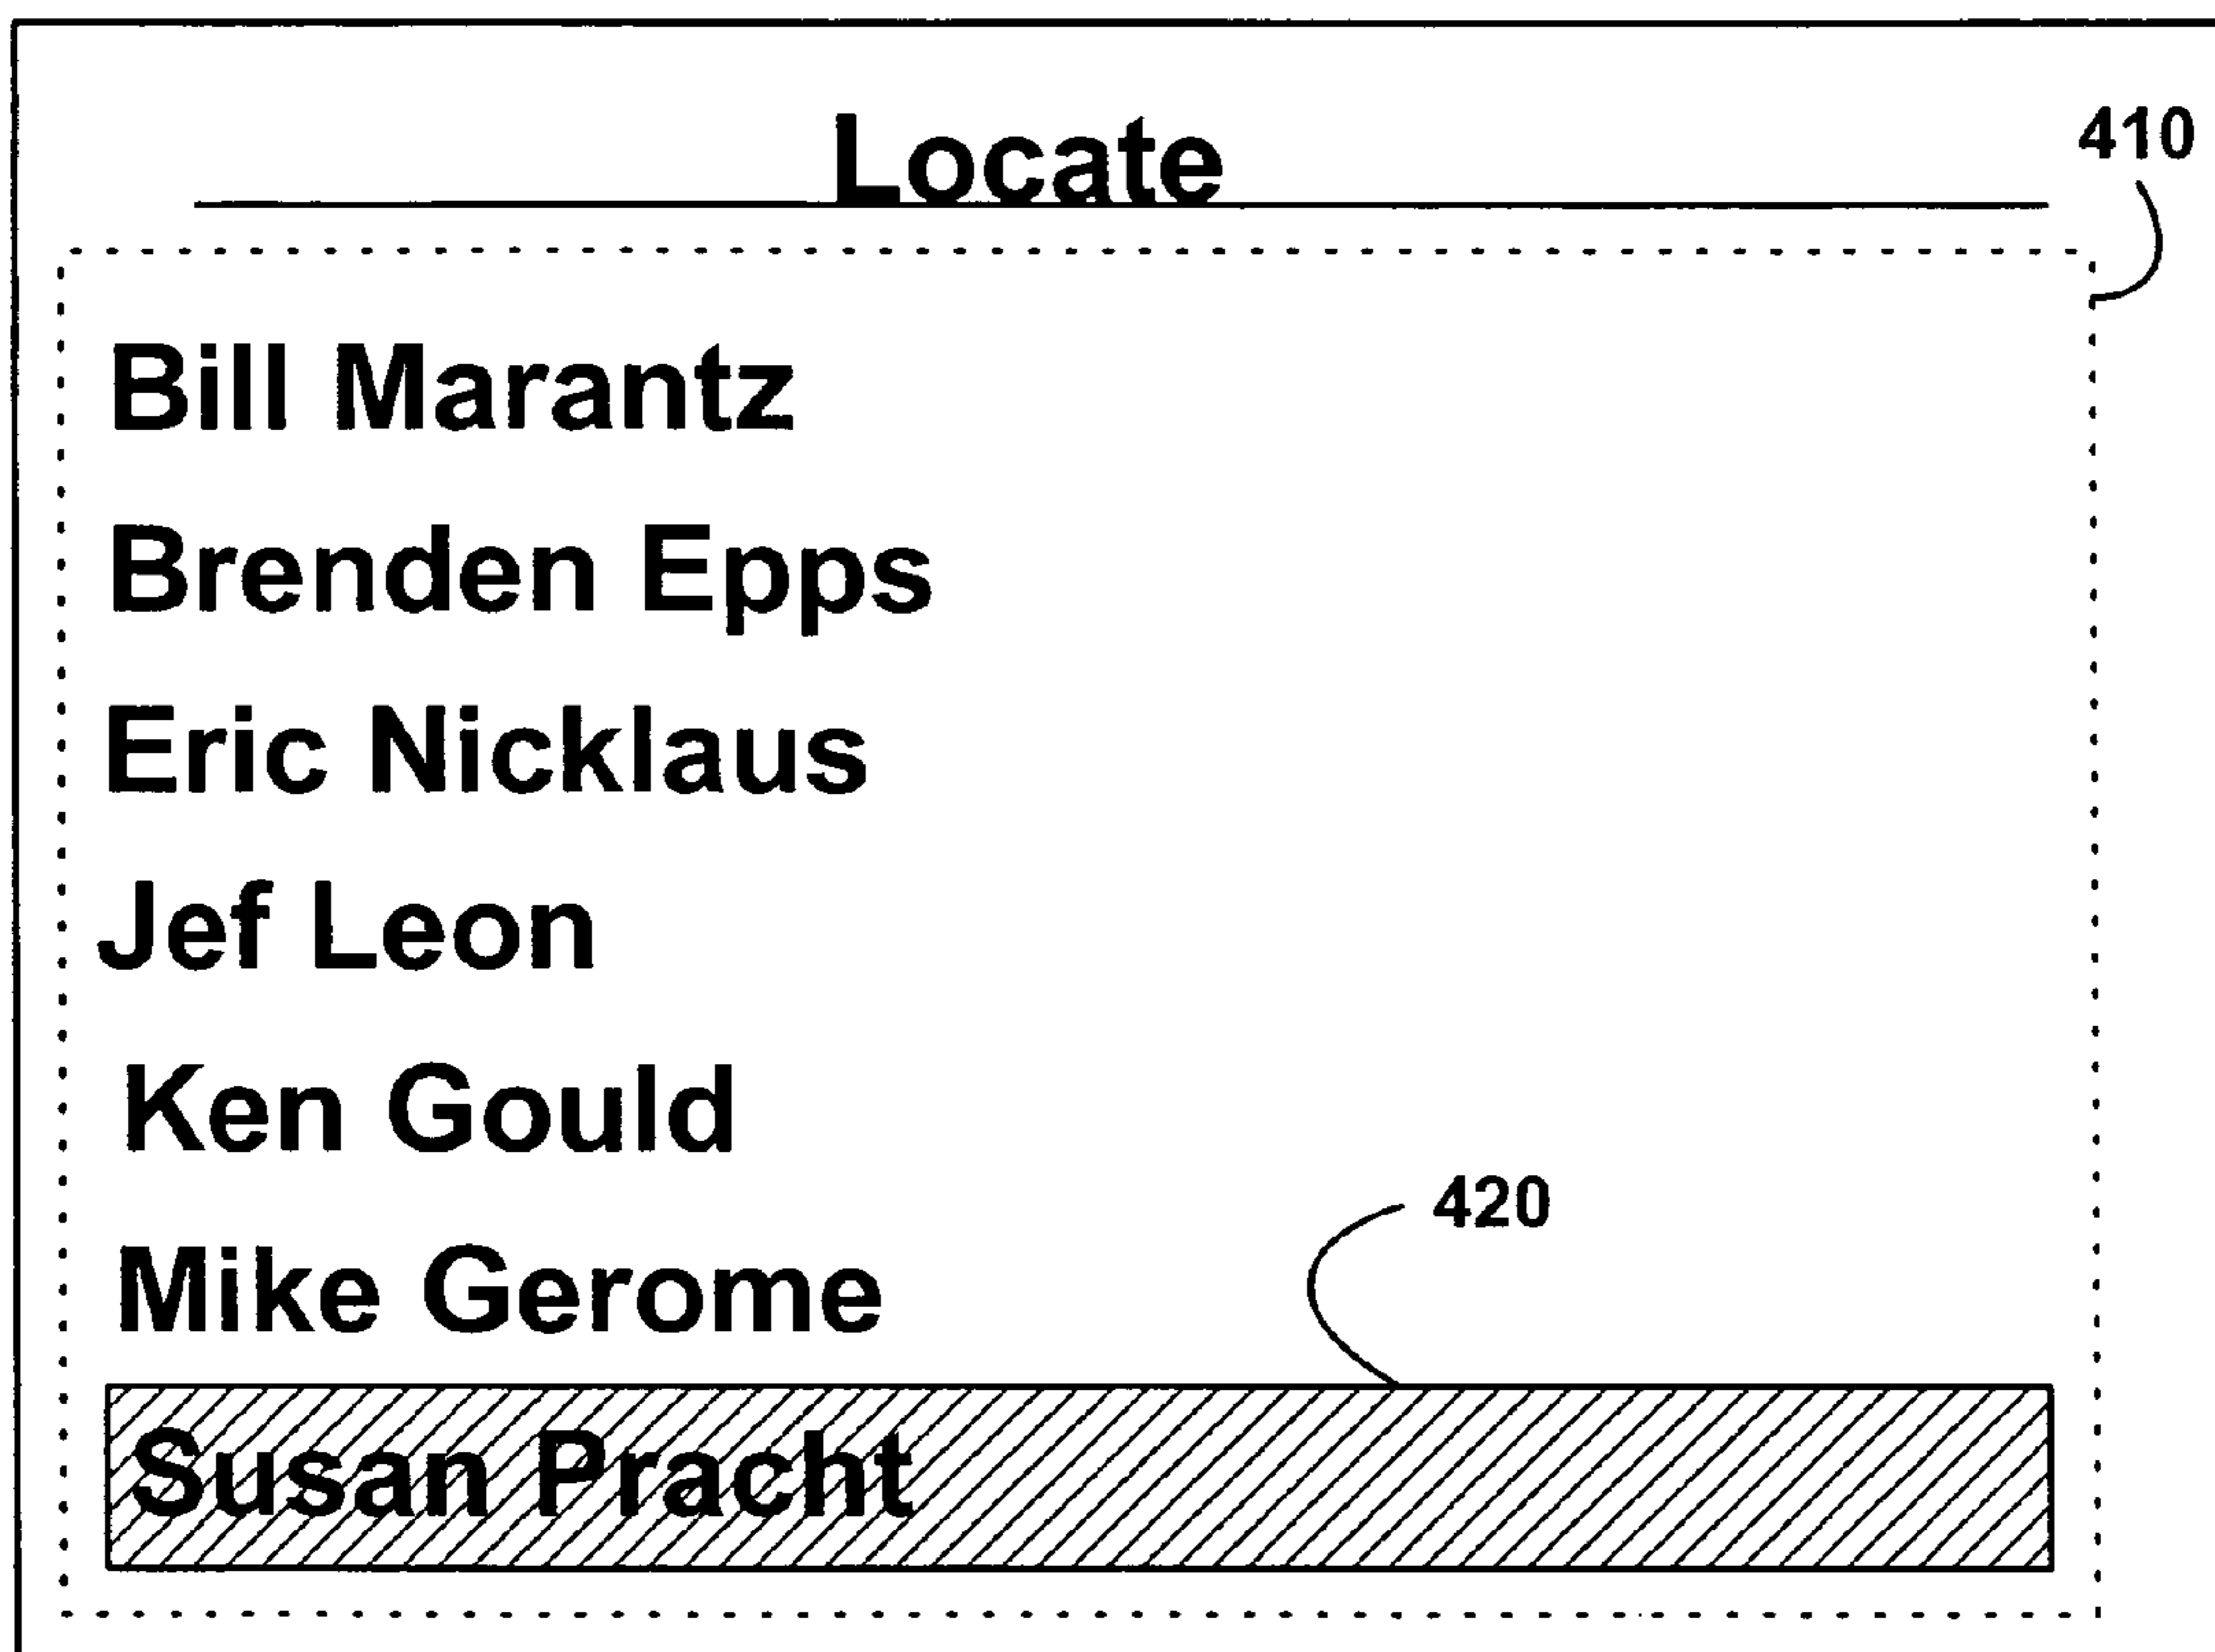 Locate
410
Bill Marantz
Brenden Epps
Eric Nicklaus
Jef Leon
Ken Gould
420
Mike Gerome
Susan Pracht